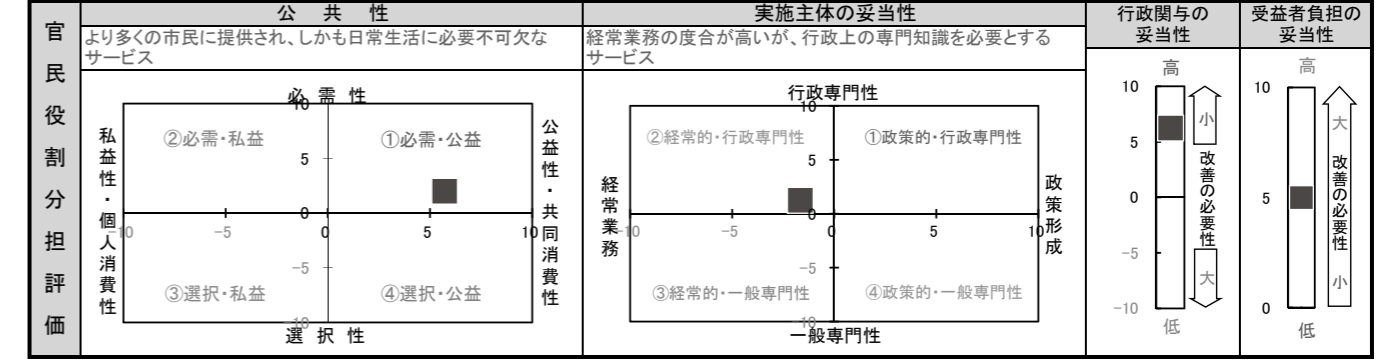 官民役割分担評価
公共性
より多くの市民に提供され、しかも日常生活に必要不可欠な
サービス
必需性
10
②必需・私益
①必需・公益
5
私益性・個人消費性
公益性・共同消費性
0
-10
-5
0
5
10
-5
③選択・私益
④選択・公益
-10
選択性
実施主体の妥当性
経常業務の度合が高いが、行政上の専門知識を必要とする
サービス
行政専門性
10
②経常的・行政専門性
①政策的・行政専門性
5
経常業務
政策形成
0
-10
-5
0
5
10
-5
③経常的・一般専門性
④政策的・一般専門性
-10
一般専門性
行政関与の
妥当性
高
10
5
0
-5
-10
小
改善の必要性
大
低
受益者負担の
妥当性
高
10
5
0
大
改善の必要性
小
低